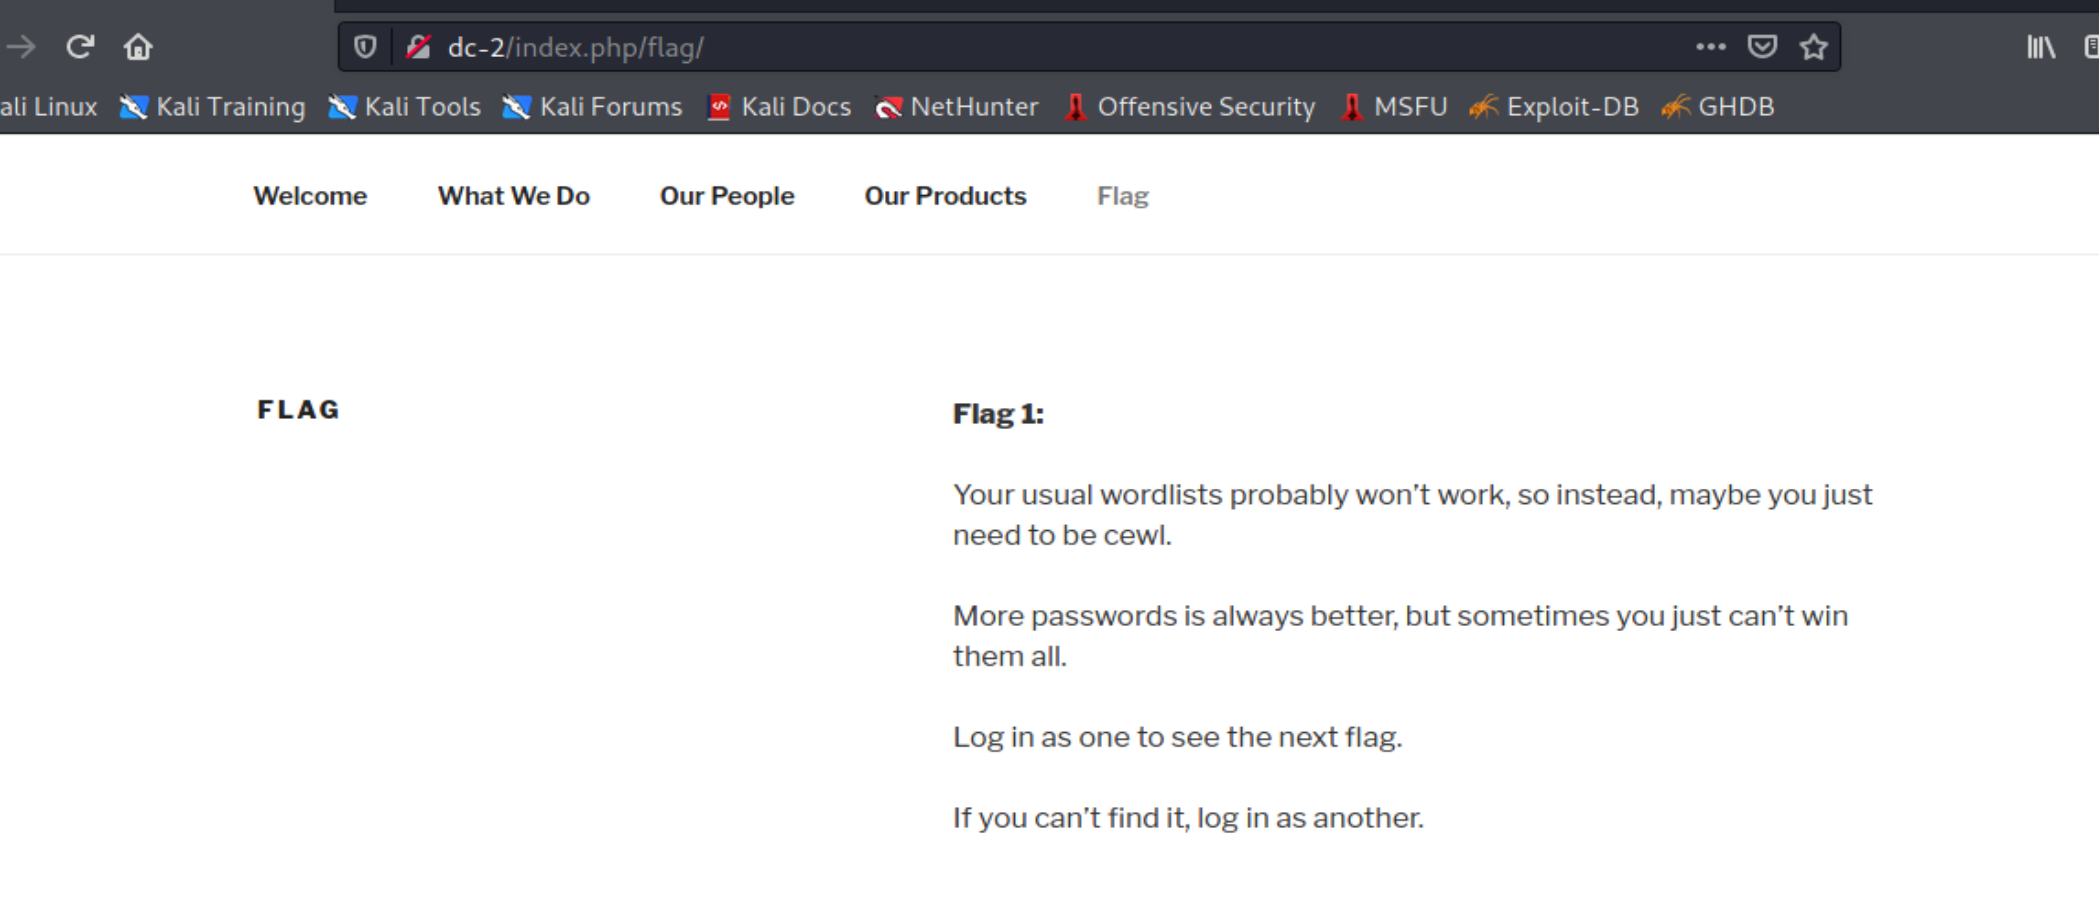 dc-2/index.php/flag/
ali Linux Kali Training Kali Tools Kali Forums Kali Docs NetHunter Offensive Security MSFU Exploit-DB GHDB
Welcome What We Do Our People Our Products Flag
FLAG
Flag 1:
Your usual wordlists probably won’t work, so instead, maybe you just
need to be cewl.
More passwords is always better, but sometimes you just can’t win
them all.
Log in as one to see the next flag.
If you can’t find it, log in as another.